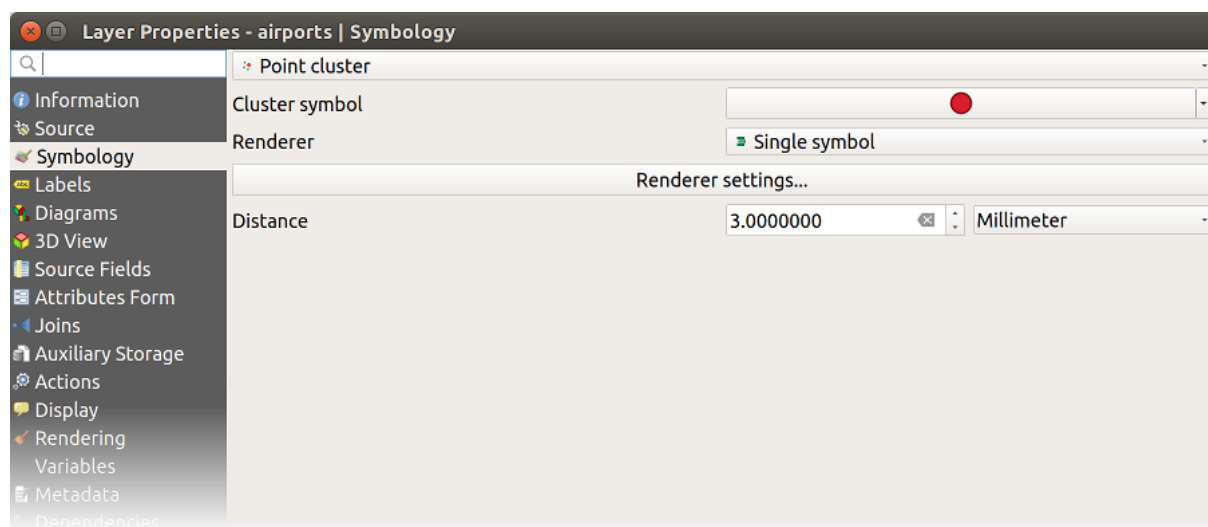 Layer Properties - airports | Symbology
Point cluster
Information
Cluster symbol
Source
Renderer
Single symbol
Symbology
Labels
Renderer settings...
Diagrams
Distance
3.0000000
Millimeter
3D View
Source Fields
Attributes Form
Joins
Auxiliary Storage
Actions
Display
Rendering
Variables
Metadata
Dependencies